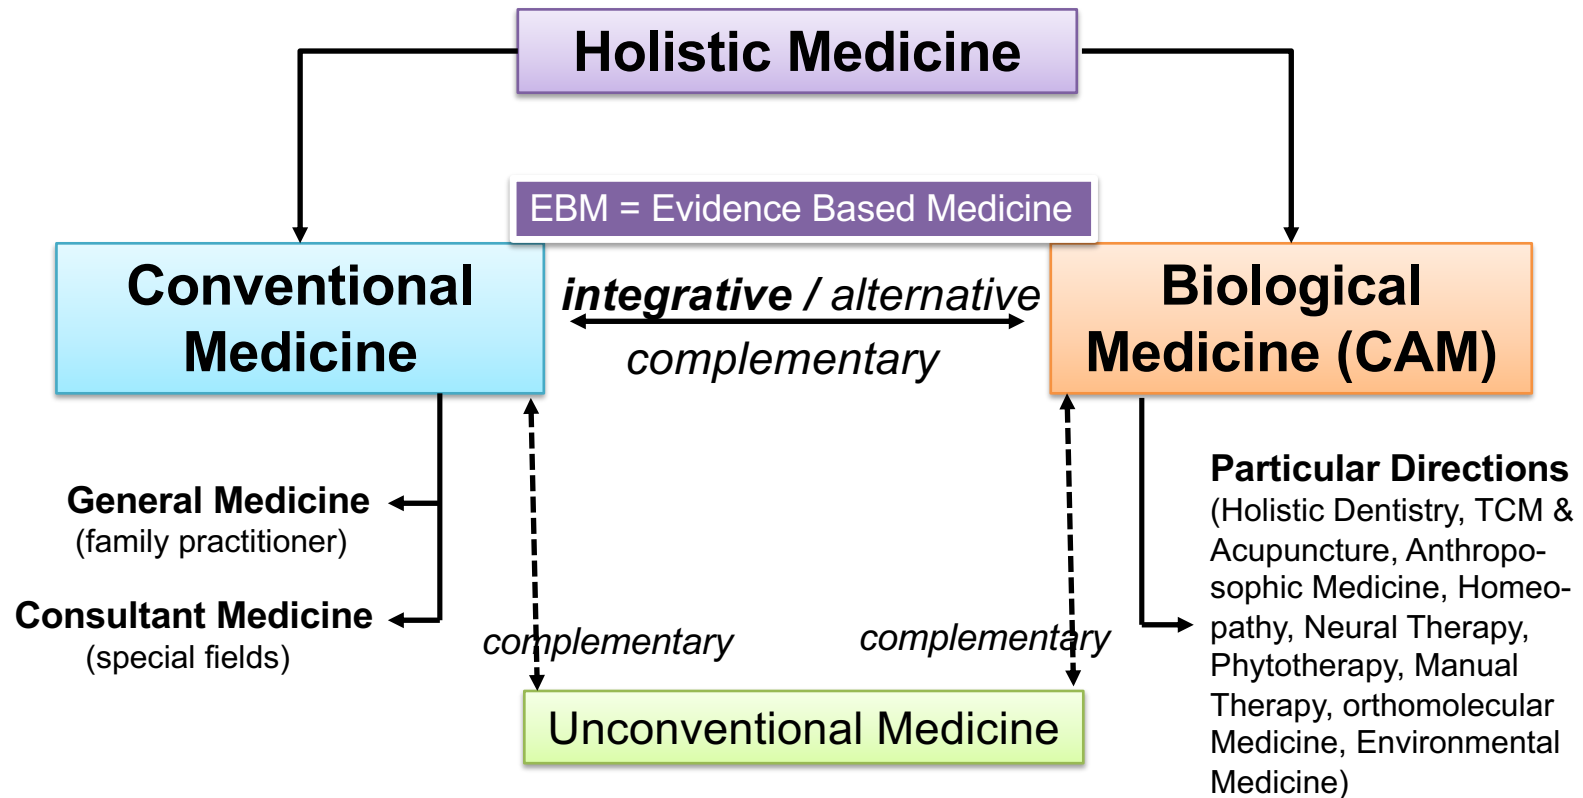 Holistic Medicine
EBM = Evidence Based Medicine
Conventional
Medicine
integrative / alternative
complementary
Biological
Medicine (CAM)
General Medicine
(family practitioner)
Consultant Medicine
(special fields)
complementary
complementary
Particular Directions
(Holistic Dentistry, TCM &
Acupuncture, Anthropo-
sophic Medicine, Homeo-
pathy, Neural Therapy,
Phytotherapy, Manual
Therapy, orthomolecular
Medicine, Environmental
Medicine)
Unconventional Medicine